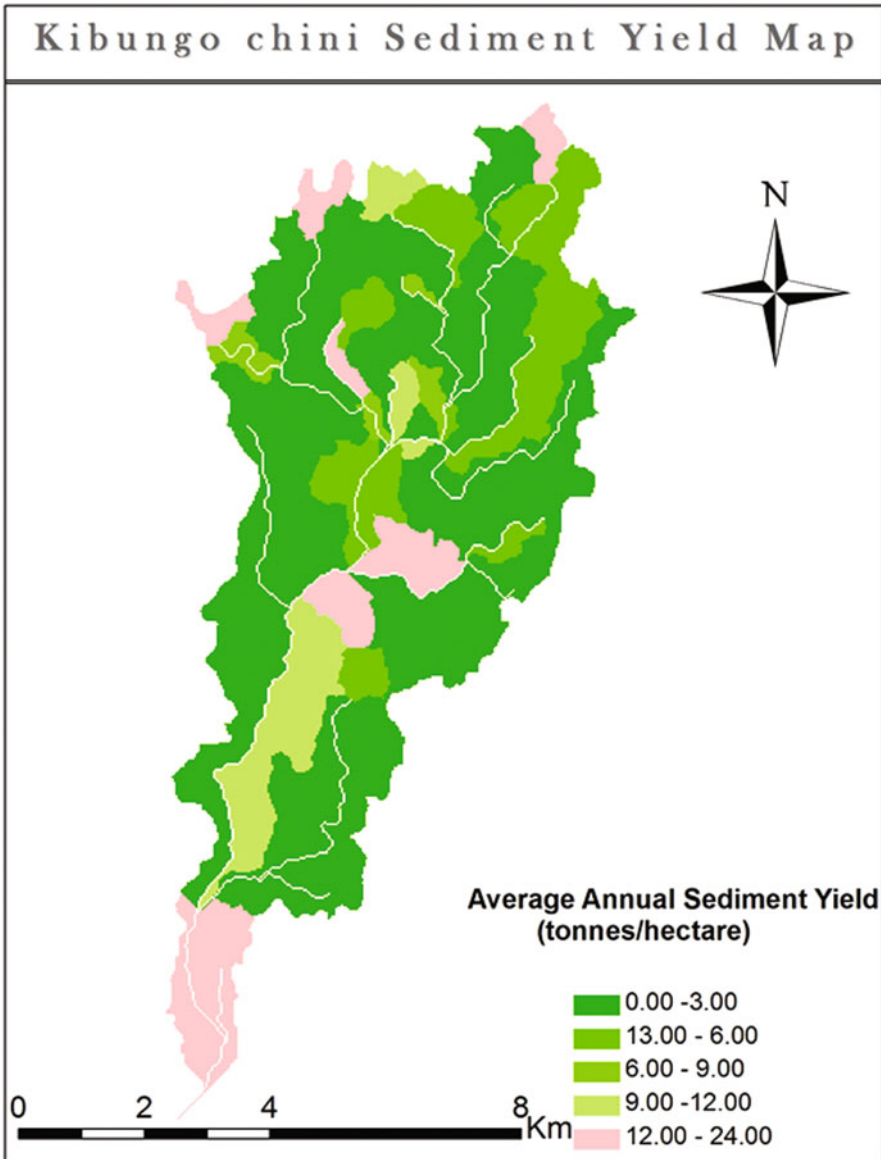 Kibungo chini Sediment Yield Map
N
Average Annual Sediment Yield
(tonnes/hectare)
0.00 -3.00
13.00 - 6.00
6.00 - 9.00
9.00 -12.00
12.00 - 24.00
0 2 4 8
Km